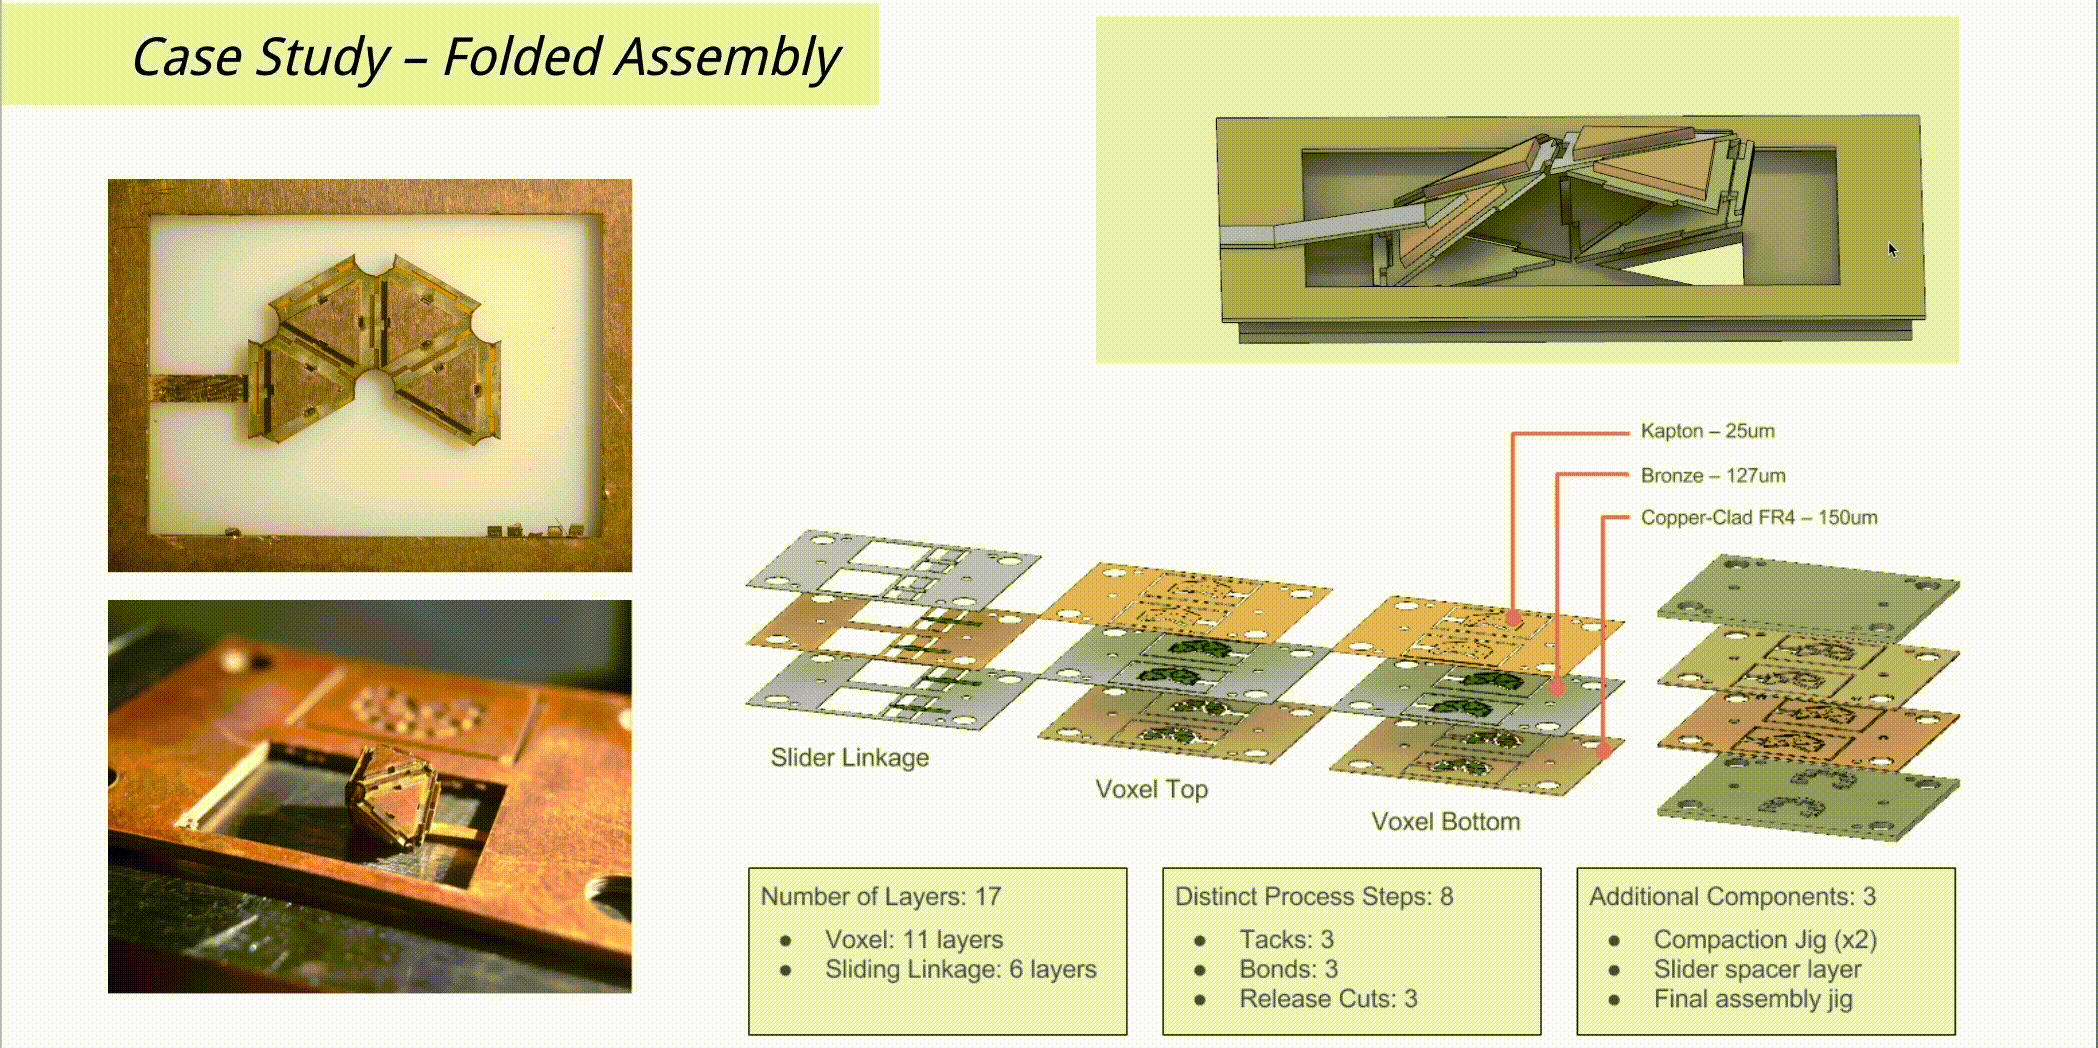 Case Study – Folded Assembly
Kapton – 25um
Bronze – 127um
Copper-Clad FR4 – 150um
Slider Linkage
Voxel Top
Voxel Bottom
Number of Layers: 17
● Voxel: 11 layers
● Sliding Linkage: 6 layers
Distinct Process Steps: 8
● Tacks: 3
● Bonds: 3
● Release Cuts: 3
Additional Components: 3
● Compaction Jig (x2)
● Slider spacer layer
● Final assembly jig